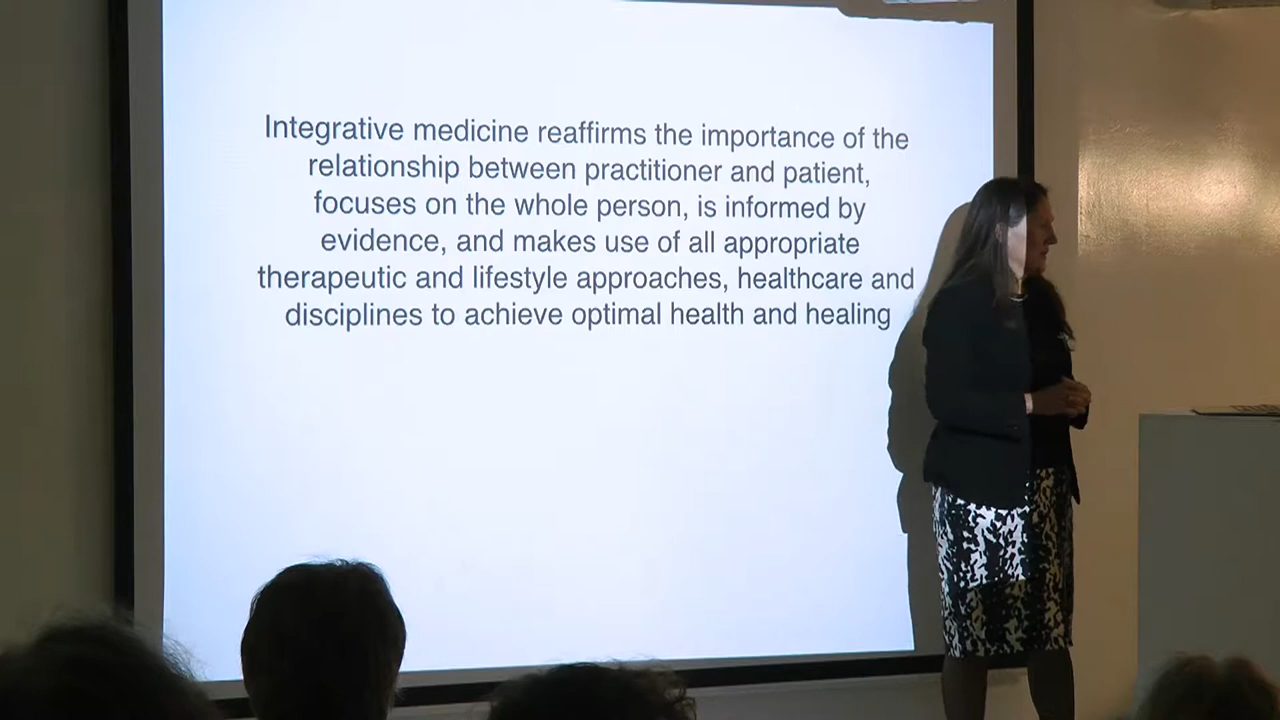 Integrative medicine reaffirms the importance of the
relationship between practitioner and patient,
focuses on the whole person, is informed by
evidence, and makes use of all appropriate
therapeutic and lifestyle approaches, healthcare and
disciplines to achieve optimal health and healing